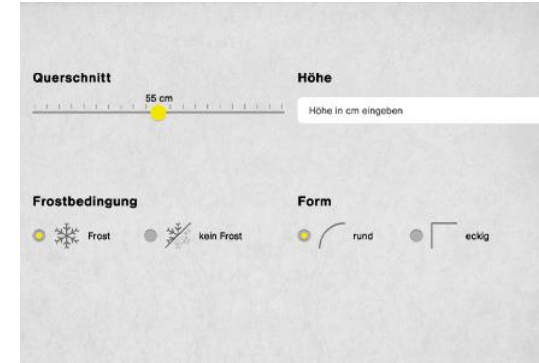 Querschnitt
55 cm
Höhe
Höhe in cm eingeben
Frostbedingung
Frost
kein Frost
Form
rund
eckig